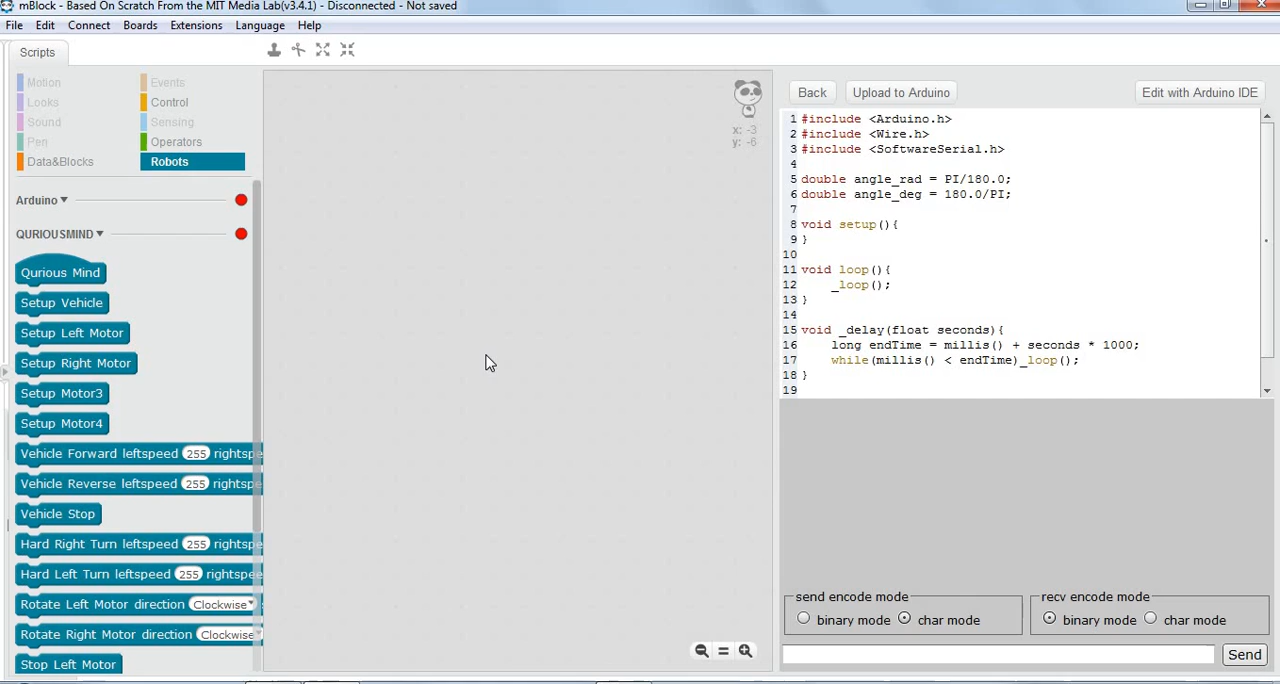 mBlock - Based On Scratch From the MIT Media Lab(v3.4.1) - Disconnected - Not saved
File Edit Connect Boards Extensions Language Help
Scripts
Motion Events
Looks Control
Sound Sensing
Pen Operators
Data&Blocks Robots
Arduino
QURIOUSMIND
Qurious Mind
Setup Vehicle
Setup Left Motor
Setup Right Motor
Setup Motor3
Setup Motor4
Vehicle Forward leftspeed 255 rightspe
Vehicle Reverse leftspeed 255 rightspe
Vehicle Stop
Hard Right Turn leftspeed 255 rightspe
Hard Left Turn leftspeed 255 rightspe
Rotate Left Motor direction Clockwise
Rotate Right Motor direction Clockwise
Stop Left Motor
x: -3
y: -6
Back Upload to Arduino Edit with Arduino IDE
1 #include <Arduino.h>
2 #include <Wire.h>
3 #include <SoftwareSerial.h>
4
5 double angle_rad = PI/180.0;
6 double angle_deg = 180.0/PI;
7
8 void setup(){
9 }
10
11 void loop(){
12 _loop();
13 }
14
15 void _delay(float seconds){
16 long endTime = millis() + seconds * 1000;
17 while(millis() < endTime)_loop();
18 }
19
send encode mode
binary mode char mode
recv encode mode
binary mode char mode
Send